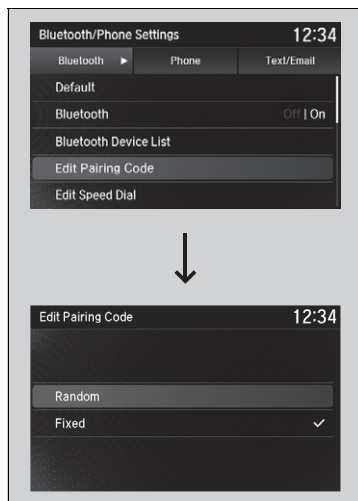 Bluetooth/Phone Settings 12:34
Bluetooth ► Phone Text/Email
Default
Bluetooth Off | On
Bluetooth Device List
Edit Pairing Code
Edit Speed Dial
Edit Pairing Code 12:34
Random
Fixed ✓